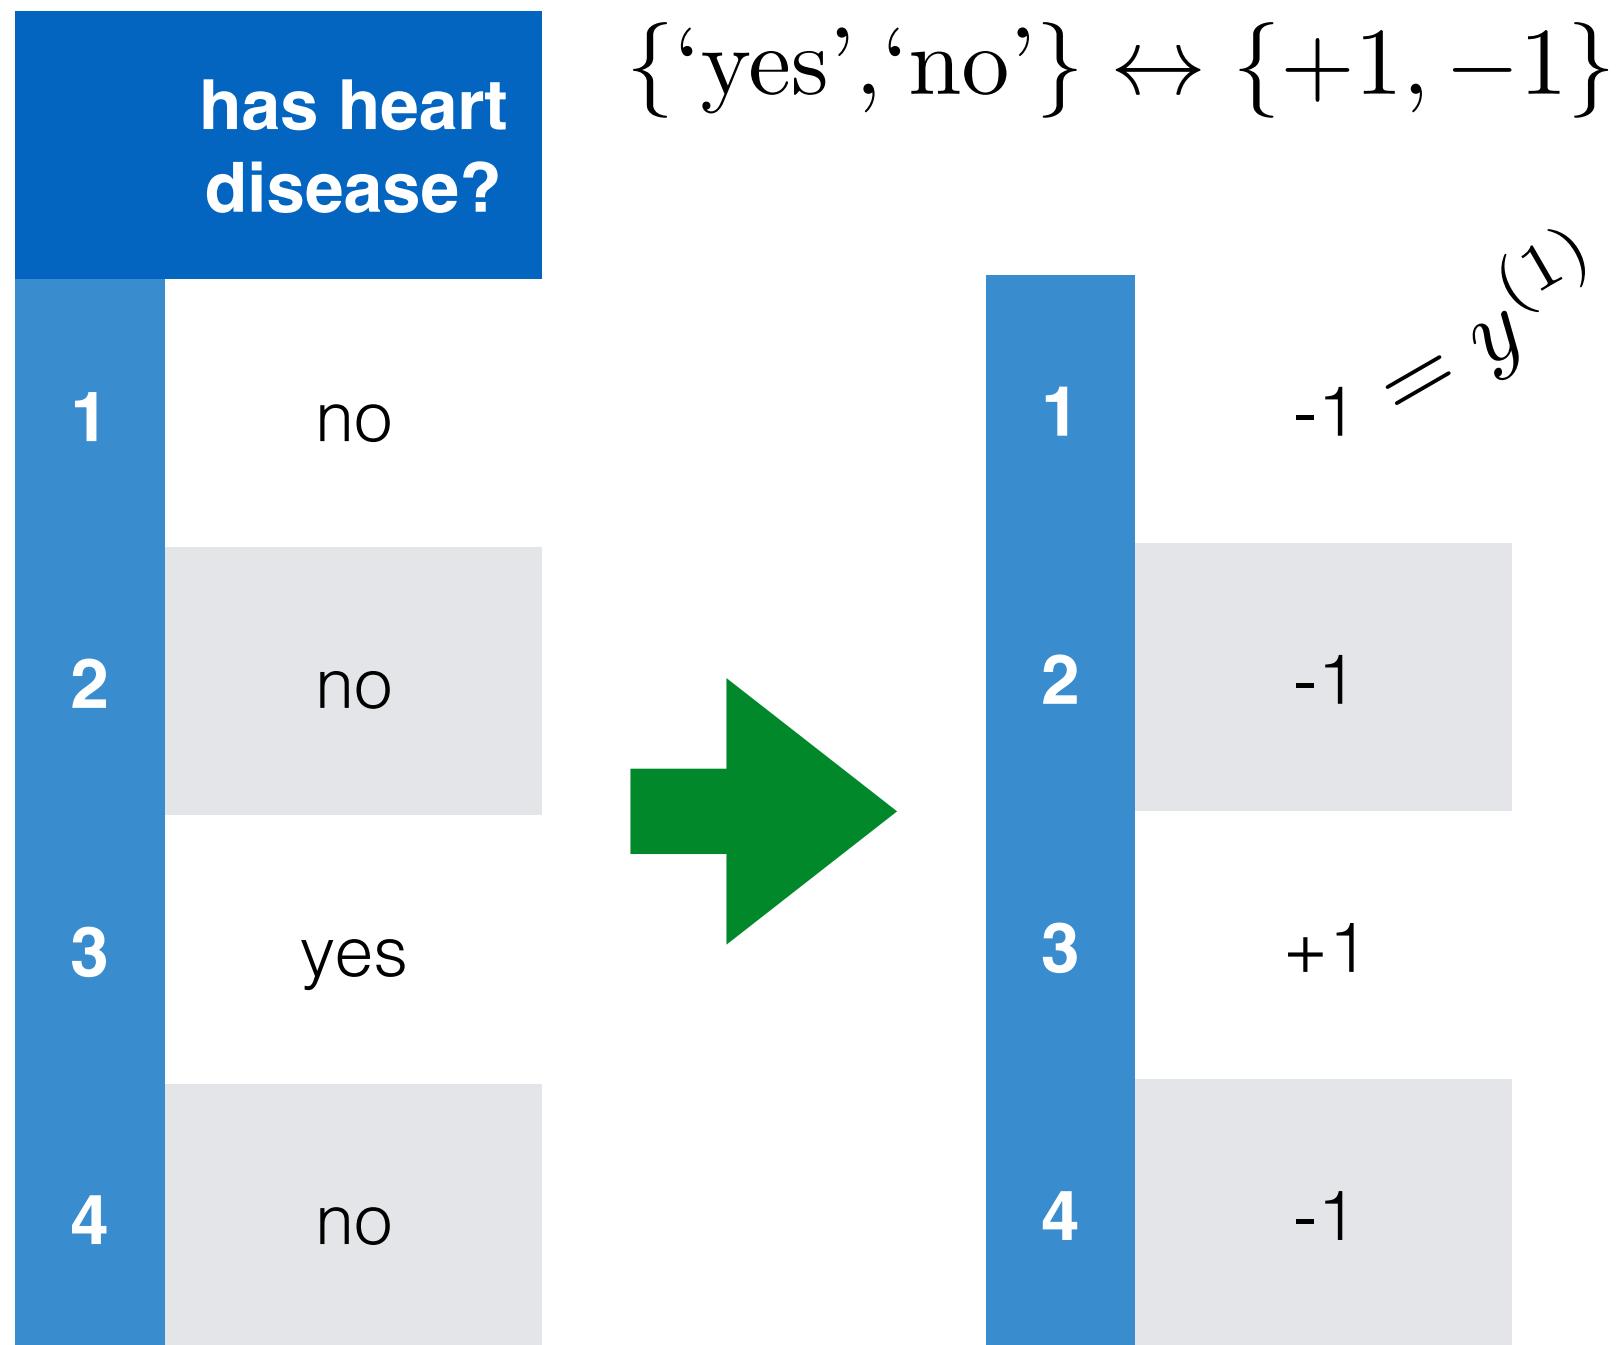 has heart
disease?
{‘yes’,‘no’} ↔ {+1, −1}
1 no
2 no
3 yes
4 no
1 -1 = y^{(1)}
2 -1
3 +1
4 -1